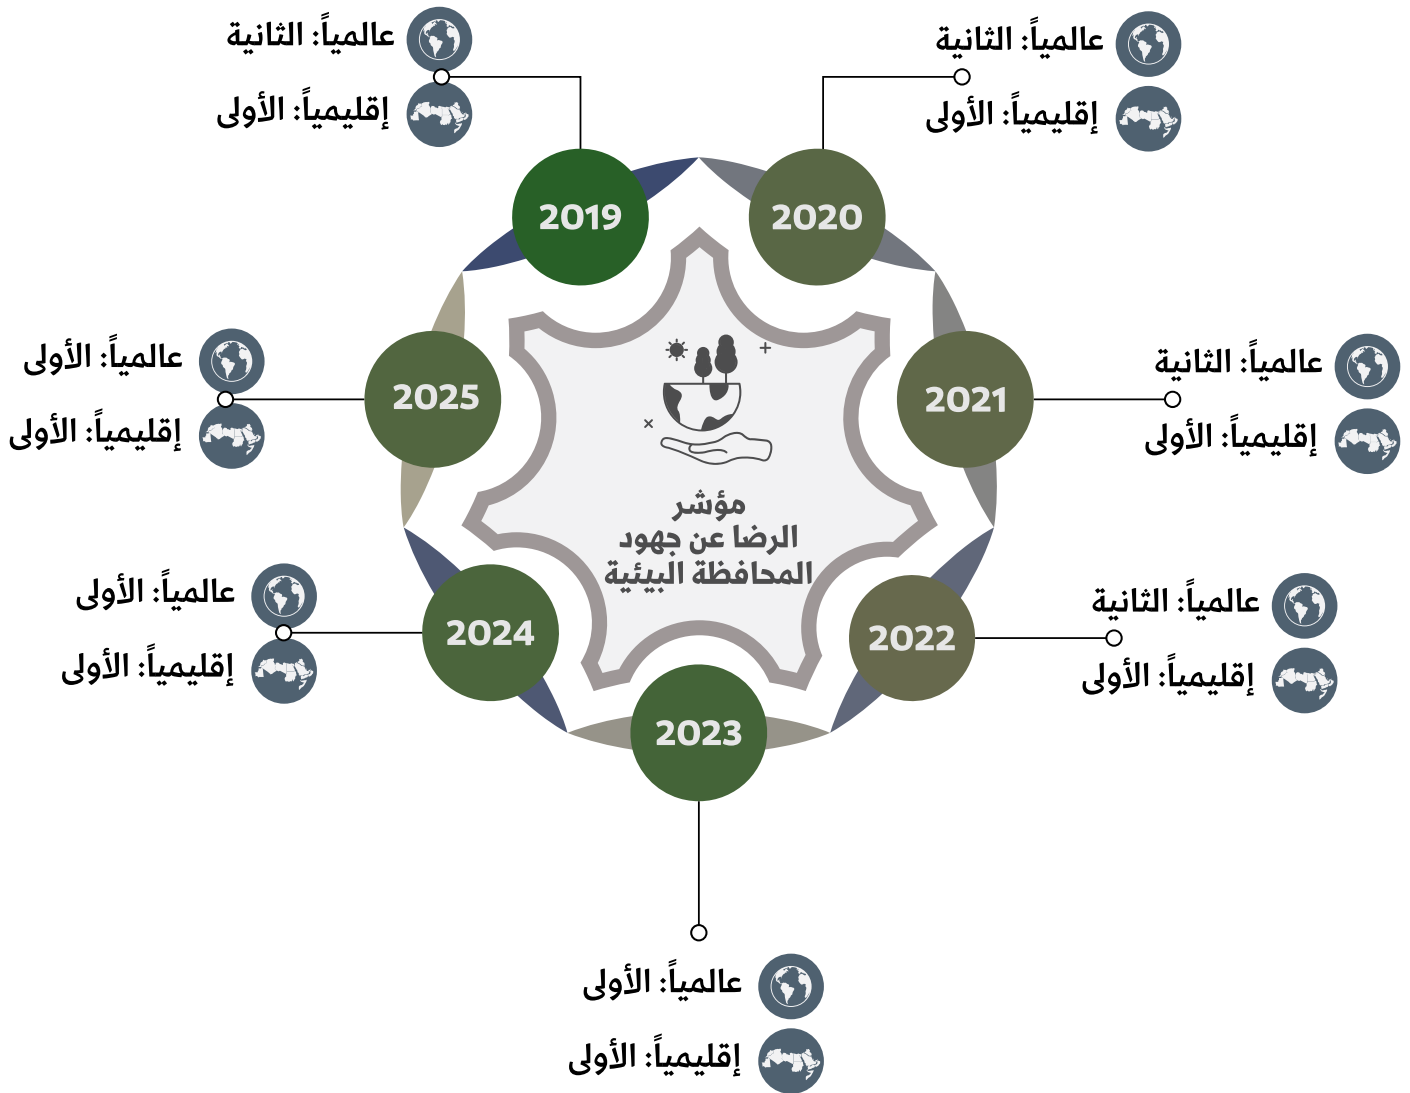 مؤشر
الرضا عن جهود
المحافظة البيئية
2019
عالمياً: الثانية
إقليمياً: الأولى
2020
عالمياً: الثانية
إقليمياً: الأولى
2021
عالمياً: الثانية
إقليمياً: الأولى
2022
عالمياً: الثانية
إقليمياً: الأولى
2023
عالمياً: الأولى
إقليمياً: الأولى
2024
عالمياً: الأولى
إقليمياً: الأولى
2025
عالمياً: الأولى
إقليمياً: الأولى